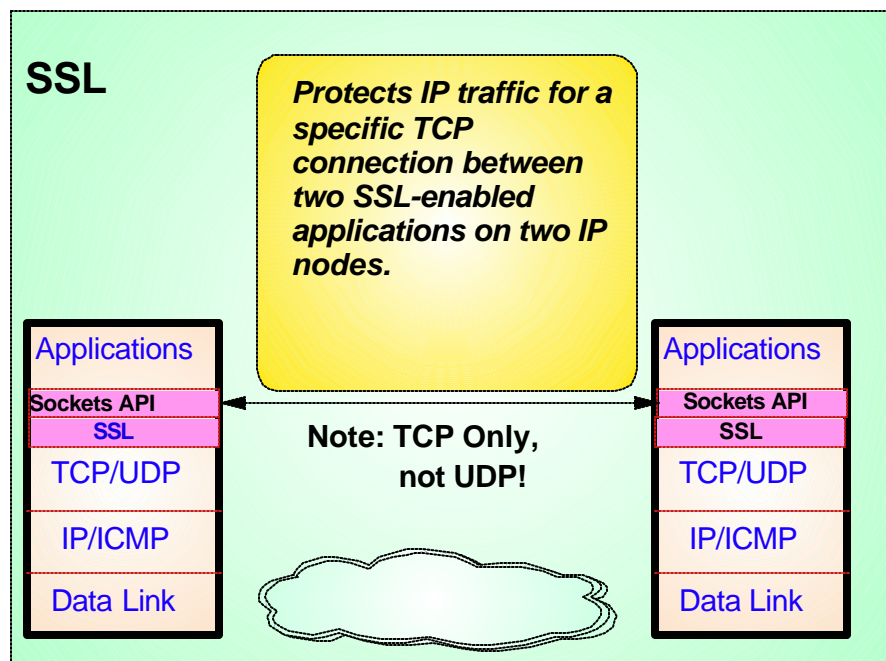 SSL
Protects IP traffic for a
specific TCP
connection between
two SSL-enabled
applications on two IP
nodes.
Applications
Sockets API
SSL
TCP/UDP
IP/ICMP
Data Link
Note: TCP Only,
not UDP!
Applications
Sockets API
SSL
TCP/UDP
IP/ICMP
Data Link